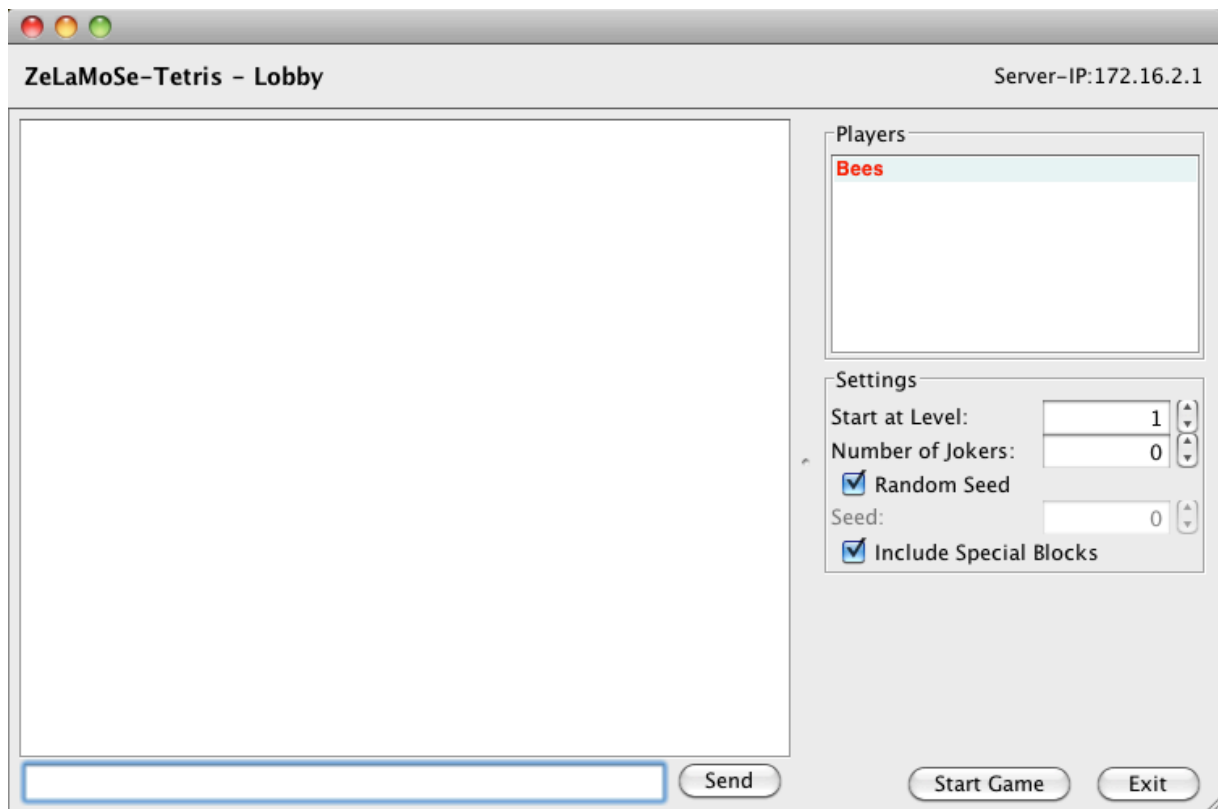 ZeLaMoSe-Tetris - Lobby
Server-IP:172.16.2.1
Players
Bees
Settings
Start at Level: 1
Number of Jokers: 0
Random Seed
Seed: 0
Include Special Blocks
Send
Start Game
Exit